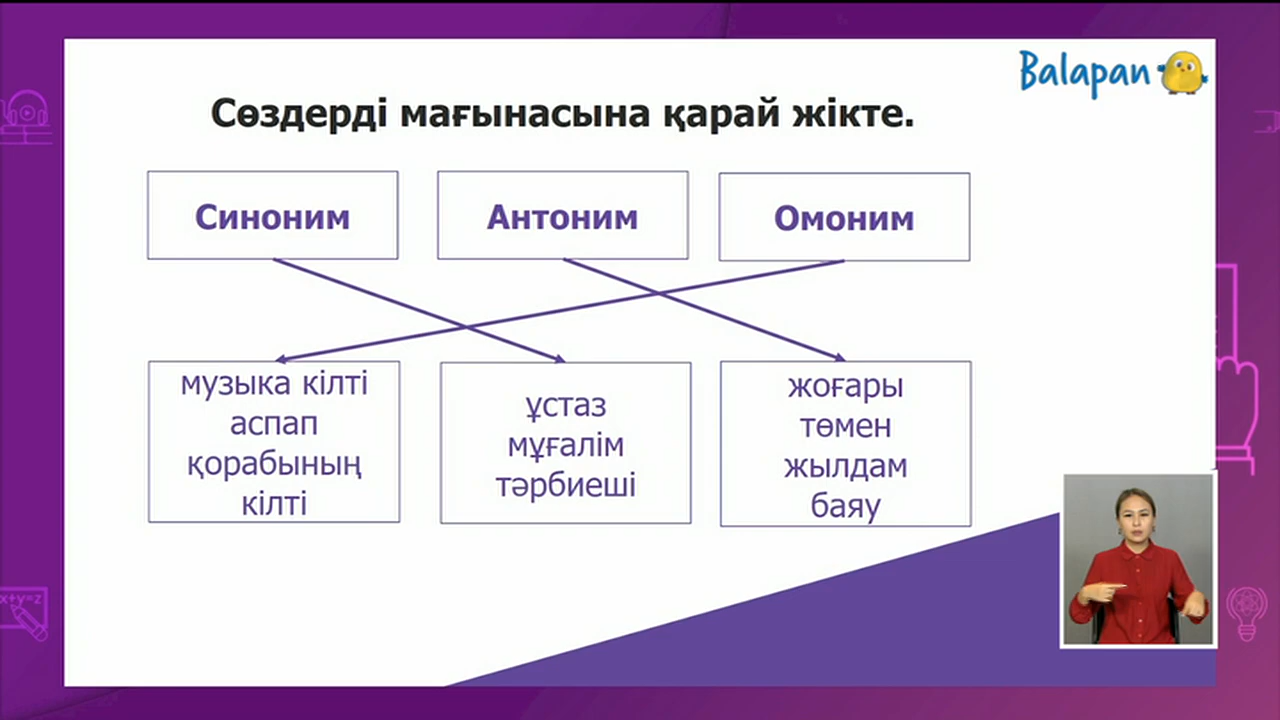 Balapan
Сөздерді мағынасына қарай жікте.
Синоним
Антоним
Омоним
музыка кілті
аспап
қорабының
кілті
ұстаз
мұғалім
тәрбиеші
жоғары
төмен
жылдам
баяу
x+y=z